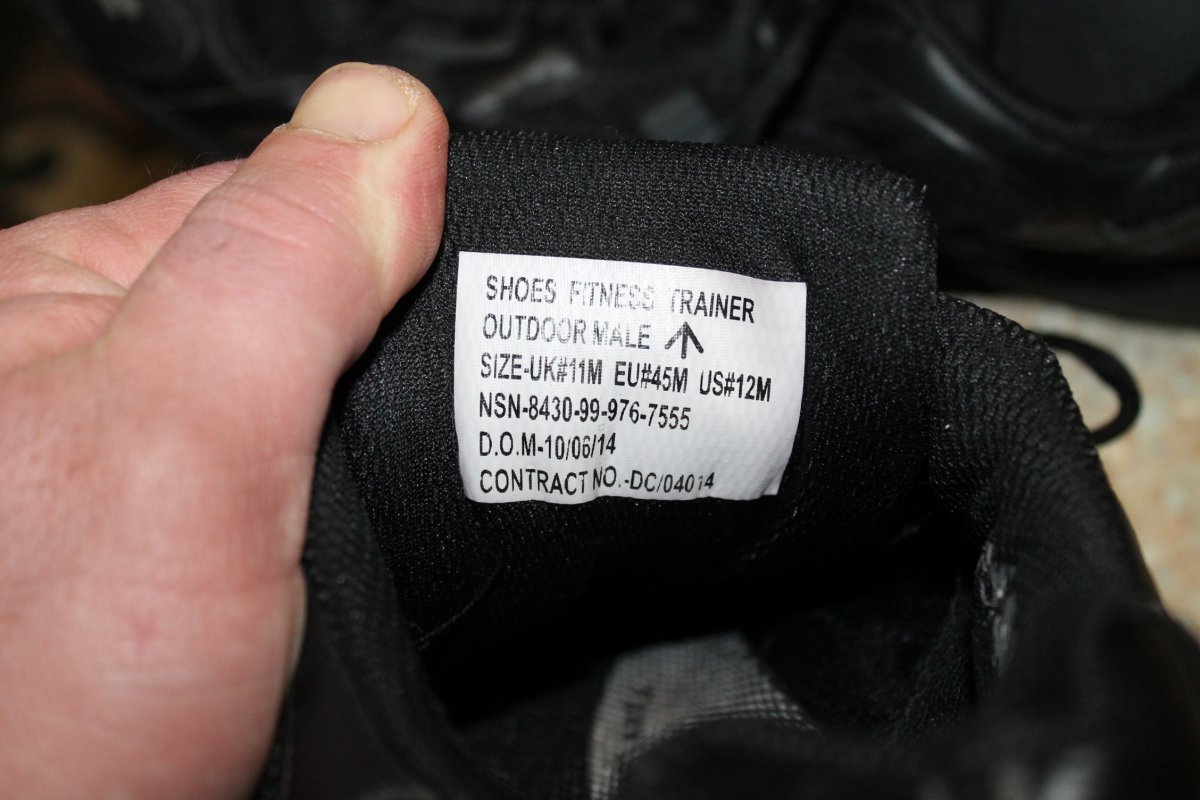 SHOES FITNESS TRAINER
OUTDOOR MALE
SIZE-UK#11M EU#45M US#12M
NSN-8430-99-976-7555
D.O.M-10/06/14
CONTRACT NO.-DC/04014